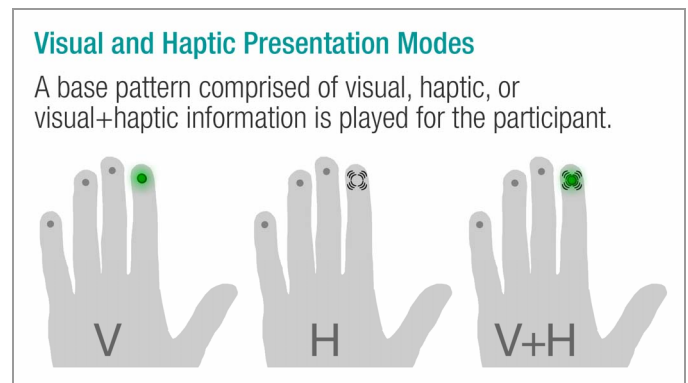 Visual and Haptic Presentation Modes
A base pattern comprised of visual, haptic, or
visual+haptic information is played for the participant.
V H V+H